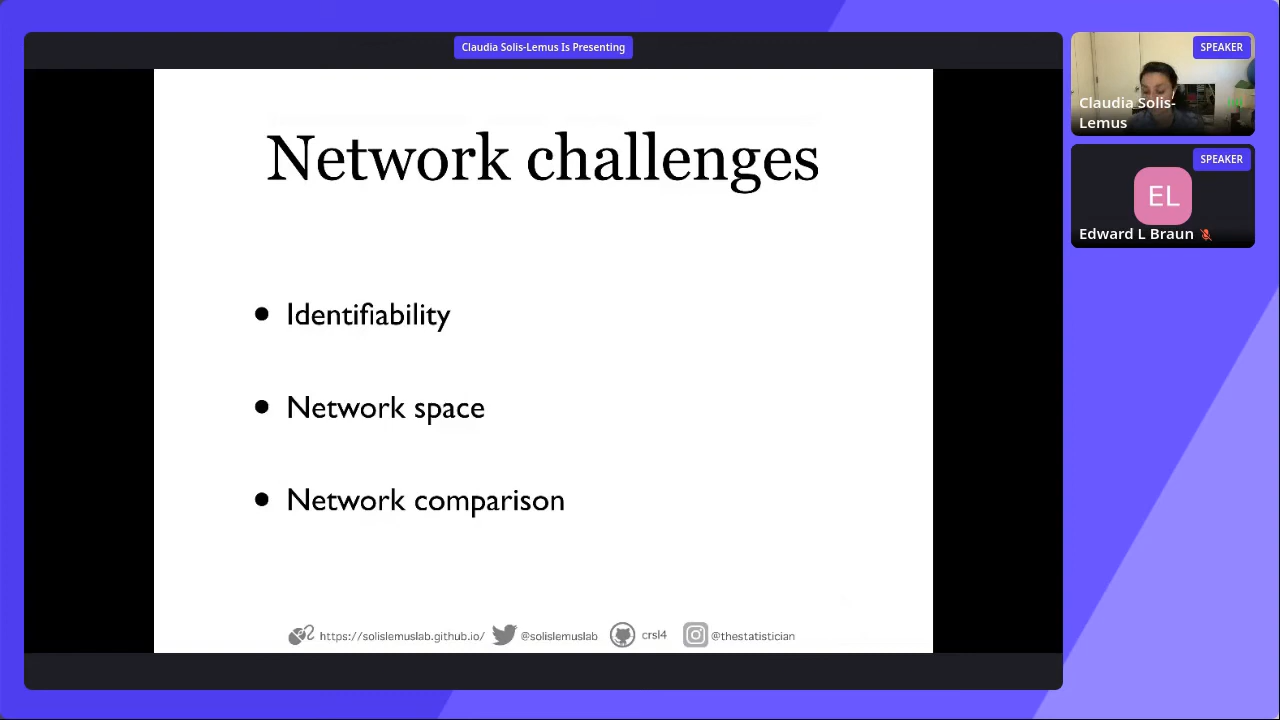 Claudia Solis-Lemus Is Presenting
Network challenges
• Identifiability
• Network space
• Network comparison
https://solislemuslab.github.io/ @solislemuslab crsl4 @thestatistician
SPEAKER
Claudia Solis-
Lemus
SPEAKER
EL
Edward L Braun